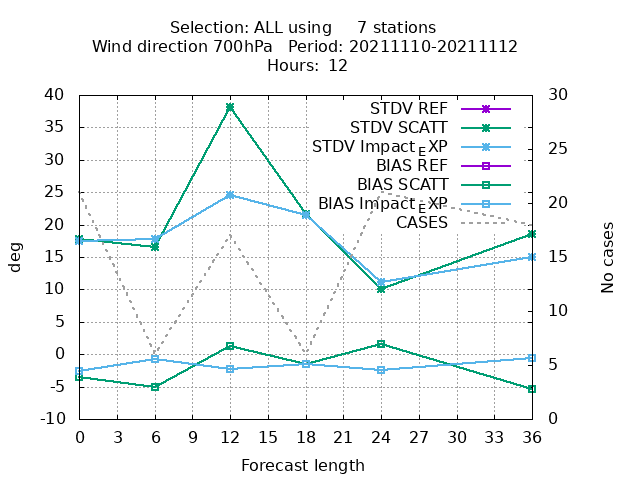 Selection: ALL using     7 stations
Wind direction 700hPa   Period: 20211110-20211112
Hours: 12
40
35
30
25
20
15
10
5
0
-5
-10
deg
30
25
20
15
10
5
0
No cases
STDV REF
STDV SCATT
STDV Impact_EXP
BIAS REF
BIAS SCATT
BIAS Impact_EXP
CASES
0 3 6 9 12 15 18 21 24 27 30 33 36
Forecast length